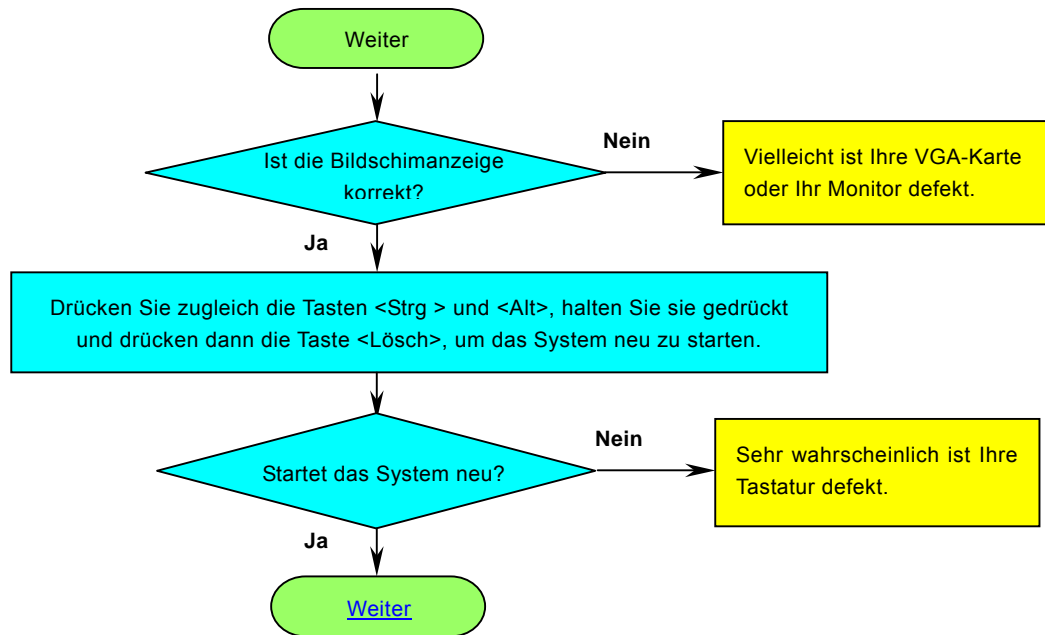 Weiter
Ist die Bildschimanzeige
korrekt?
Nein
Vielleicht ist Ihre VGA-Karte
oder Ihr Monitor defekt.
Ja
Drücken Sie zugleich die Tasten <Strg > und <Alt>, halten Sie sie gedrückt
und drücken dann die Taste <Lösch>, um das System neu zu starten.
Startet das System neu?
Nein
Sehr wahrscheinlich ist Ihre
Tastatur defekt.
Ja
Weiter